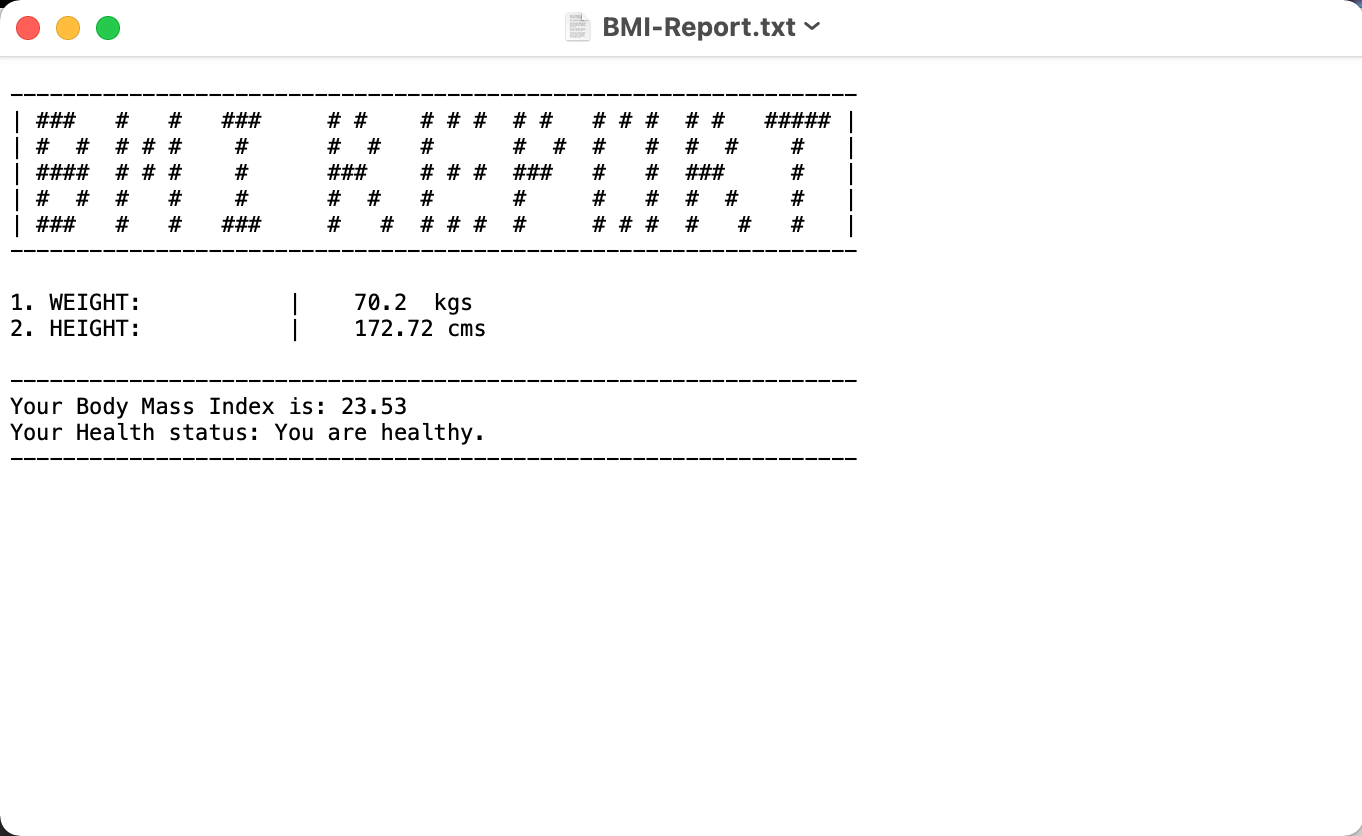 BMI-Report.txt
----------------------------------------------------------------
| ###   #   #   ###     # #    # # # # #   # # # # #   ##### |
| #  #  # # #    #      #  #   #      #  #  #   #  #  #    #   |
| ####  # # #    #      ###    # # # ###   #   #  ###     #   |
| #  #  #   #    #      #  #   #      #     #   #  #  #    #   |
| ###   #   #   ###     #   #  # # #  #     # # #  #   #   #   |
----------------------------------------------------------------
1. WEIGHT:           |    70.2  kgs
2. HEIGHT:           |    172.72 cms
----------------------------------------------------------------
Your Body Mass Index is: 23.53
Your Health status: You are healthy.
----------------------------------------------------------------